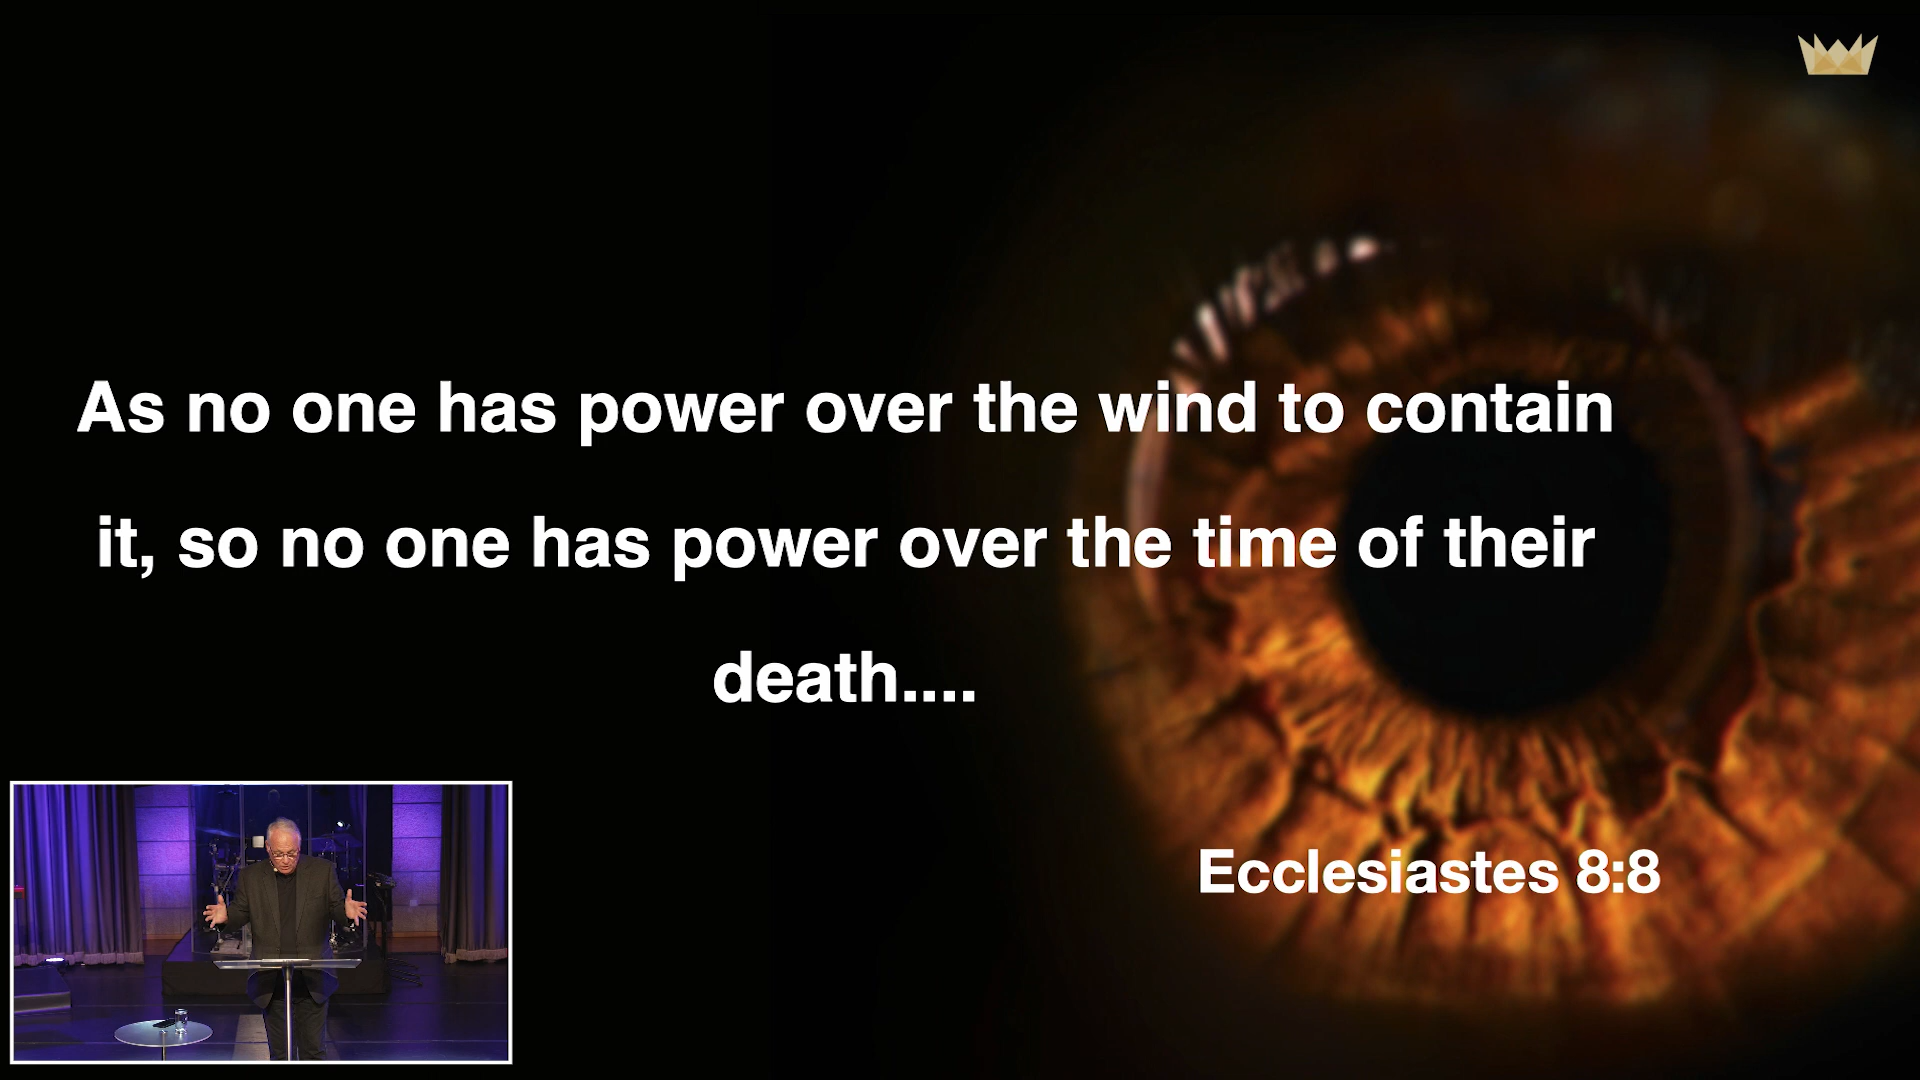 As no one has power over the wind to contain
it, so no one has power over the time of their
death....
Ecclesiastes 8:8